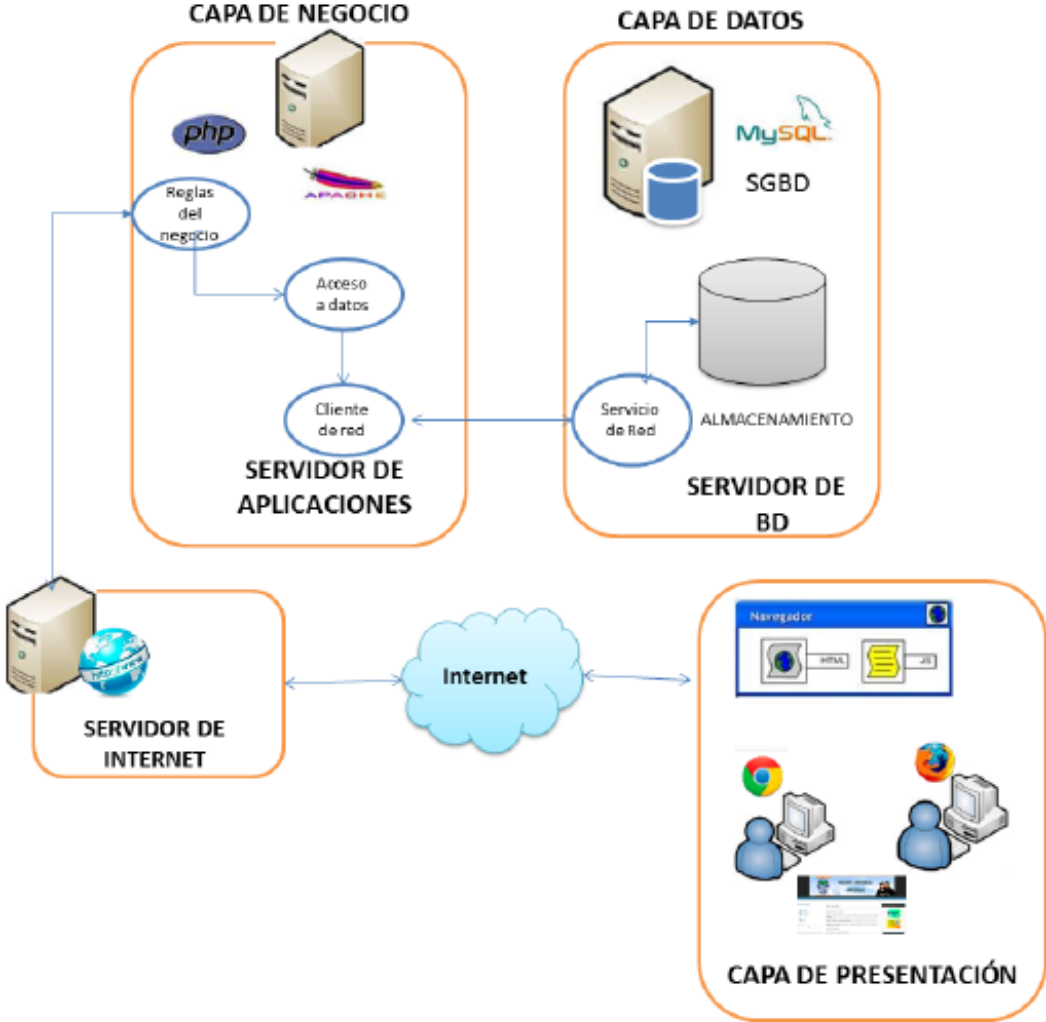 CAPA DE NEGOCIO
CAPA DE DATOS
php
APACHE
MySQL
SGBD
Reglas
del
negocio
Acceso
a datos
Cliente
de red
Servicio
de Red
ALMACENAMIENTO
SERVIDOR DE
APLICACIONES
SERVIDOR DE
BD
SERVIDOR DE
INTERNET
Internet
Navegador
HTML
JS
CAPA DE PRESENTACIÓN